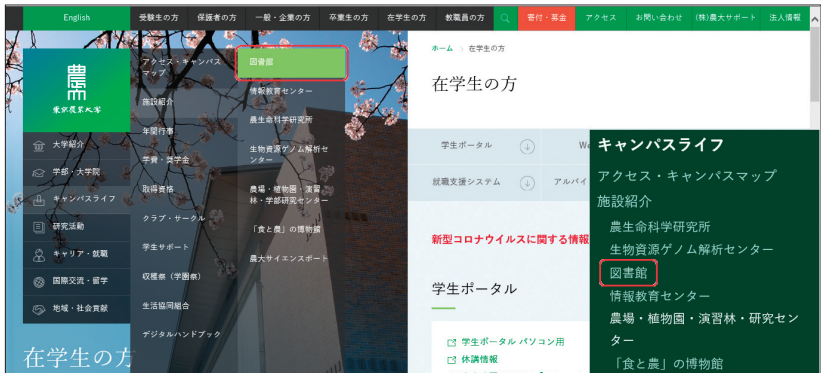 English
受験生の方
保護者の方
一般・企業の方
卒業生の方
在学生の方
教職員の方
寄付・募金
アクセス
お問い合わせ
(株)農大サポート
法人情報
東京農業大学
大学紹介
学部・大学院
キャンパスライフ
研究活動
キャリア・就職
国際交流・留学
地域・社会貢献
在学生の方
アクセス・キャンパス
マップ
施設紹介
年間行事
学費・奨学金
取得資格
クラブ・サークル
学生サポート
収穫祭(学園祭)
生活協同組合
デジタルハンドブック
図書館
情報教育センター
農生命科学研究所
生物資源ゲノム解析セ
ンター
農場・植物園・演習
林・学部研究センター
「食と農」の博物館
農大サイエンスポート
ホーム > 在学生の方
在学生の方
学生ポータル
就職支援システム
アルバイ
新型コロナウイルスに関する情報
学生ポータル
学生ポータル パソコン用
休講情報
キャンパスライフ
アクセス・キャンパスマップ
施設紹介
農生命科学研究所
生物資源ゲノム解析センター
図書館
情報教育センター
農場・植物園・演習林・研究セン
ター
「食と農」の博物館